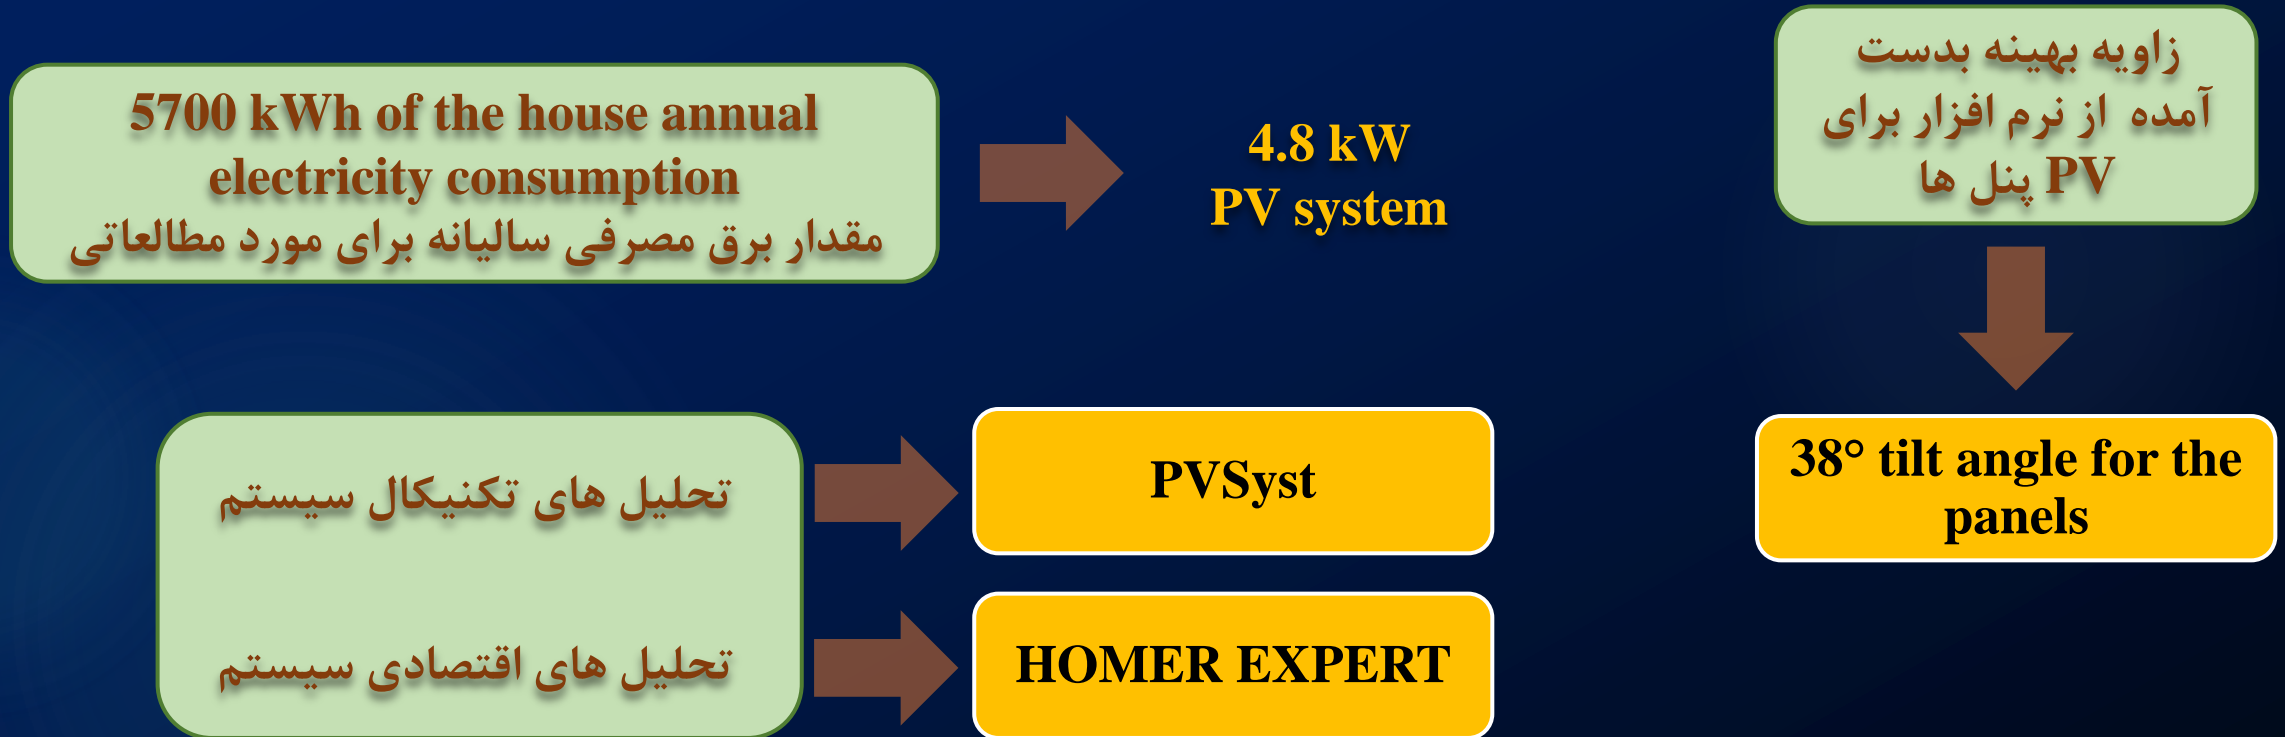 5700 kWh of the house annual
electricity consumption
مقدار برق مصرفی سالیانه برای مورد مطالعاتی
4.8 kW
PV system
زاویه بهینه بدست
آمده از نرم افزار برای
پنل ها PV
38° tilt angle for the
panels
تحلیل های تکنیکال سیستم
PVSyst
تحلیل های اقتصادی سیستم
HOMER EXPERT